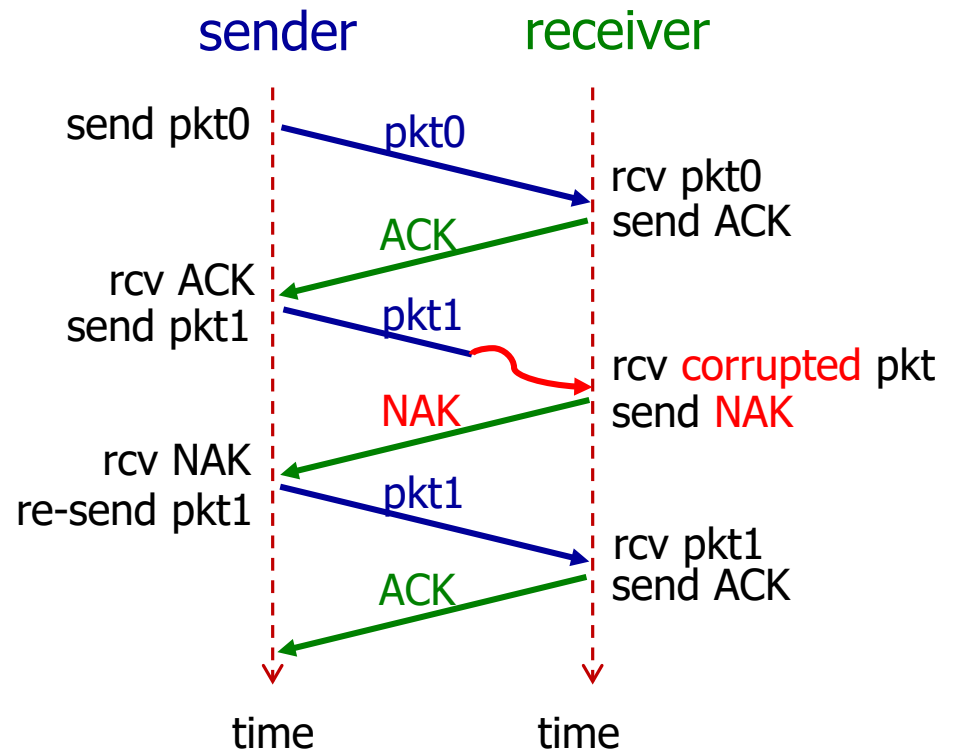 sender receiver
send pkt0
pkt0
rcv pkt0
send ACK
ACK
rcv ACK
send pkt1
pkt1
rcv corrupted pkt
send NAK
NAK
rcv NAK
re-send pkt1
pkt1
rcv pkt1
send ACK
ACK
time time